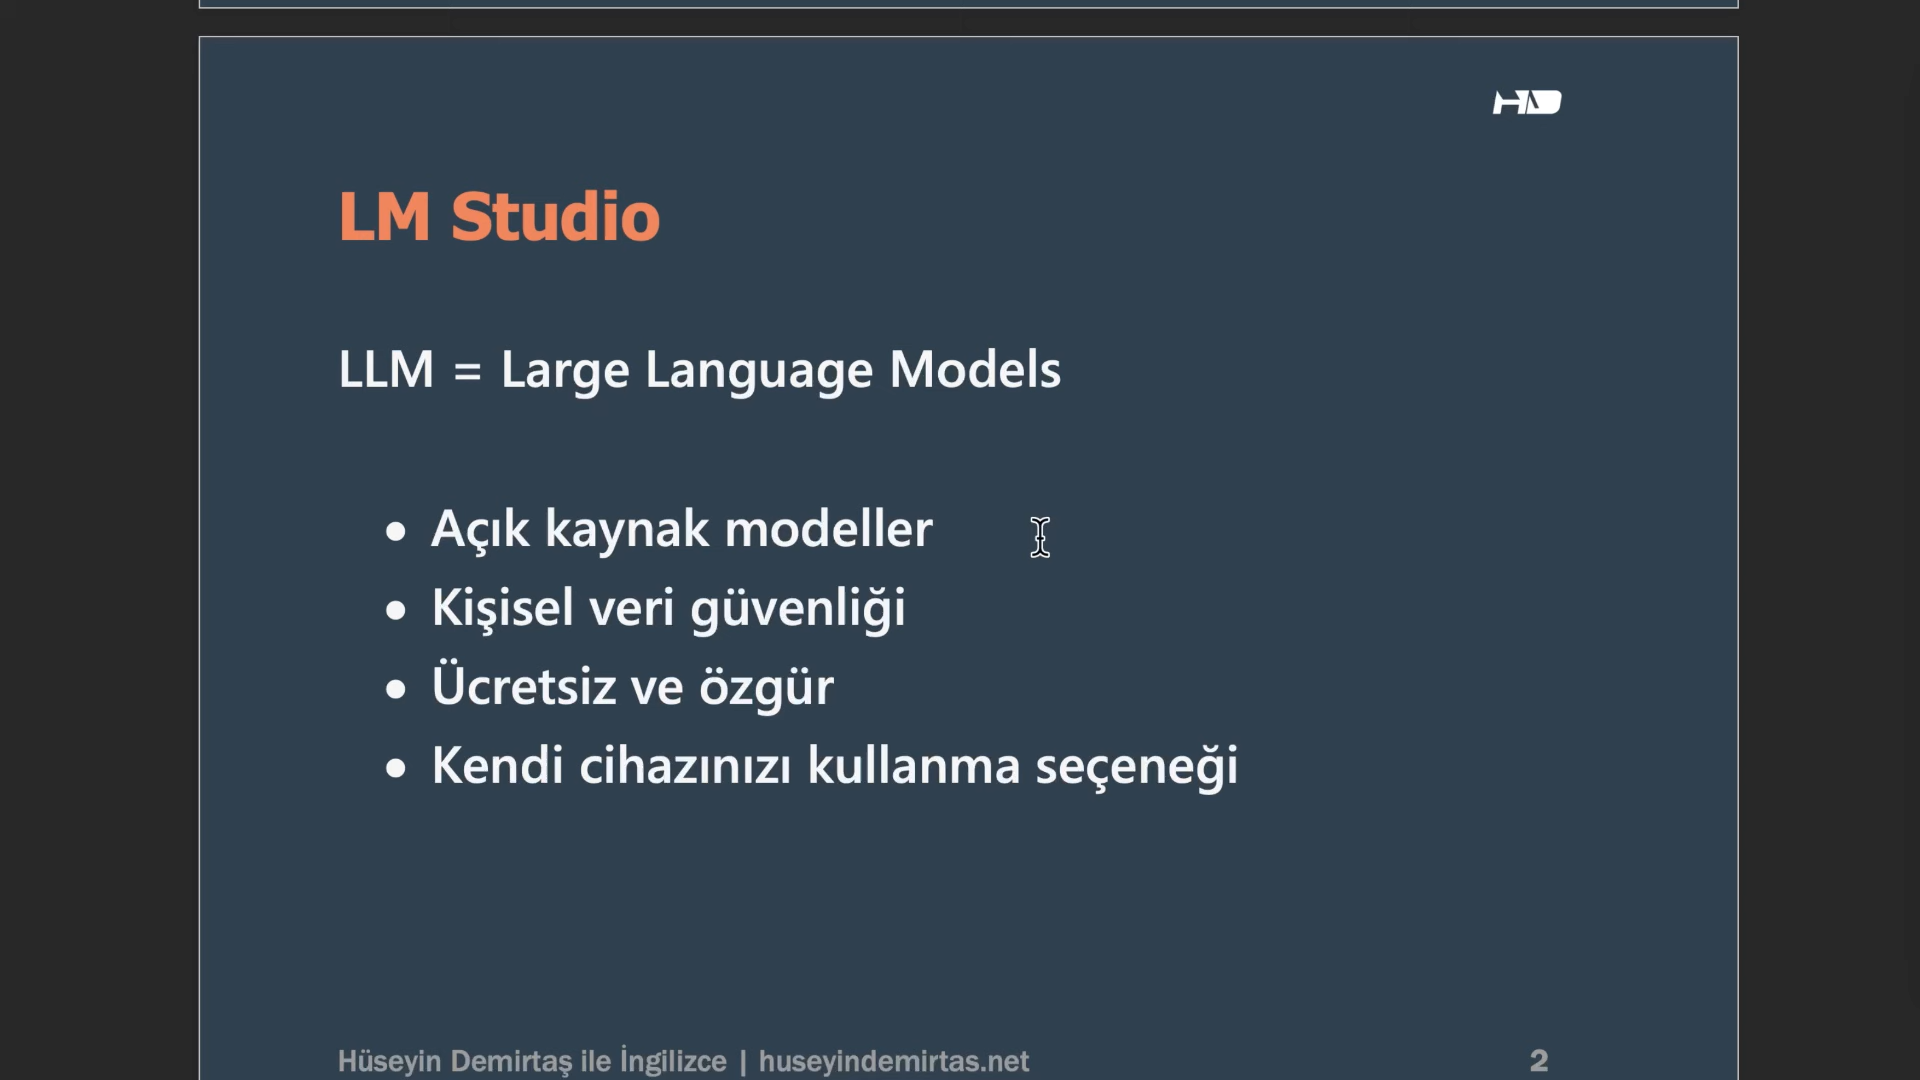 HD
LM Studio
LLM = Large Language Models
• Açık kaynak modeller
• Kişisel veri güvenliği
• Ücretsiz ve özgür
• Kendi cihazınızı kullanma seçeneği
Hüseyin Demirtaş ile İngilizce | huseyindemirtas.net 2